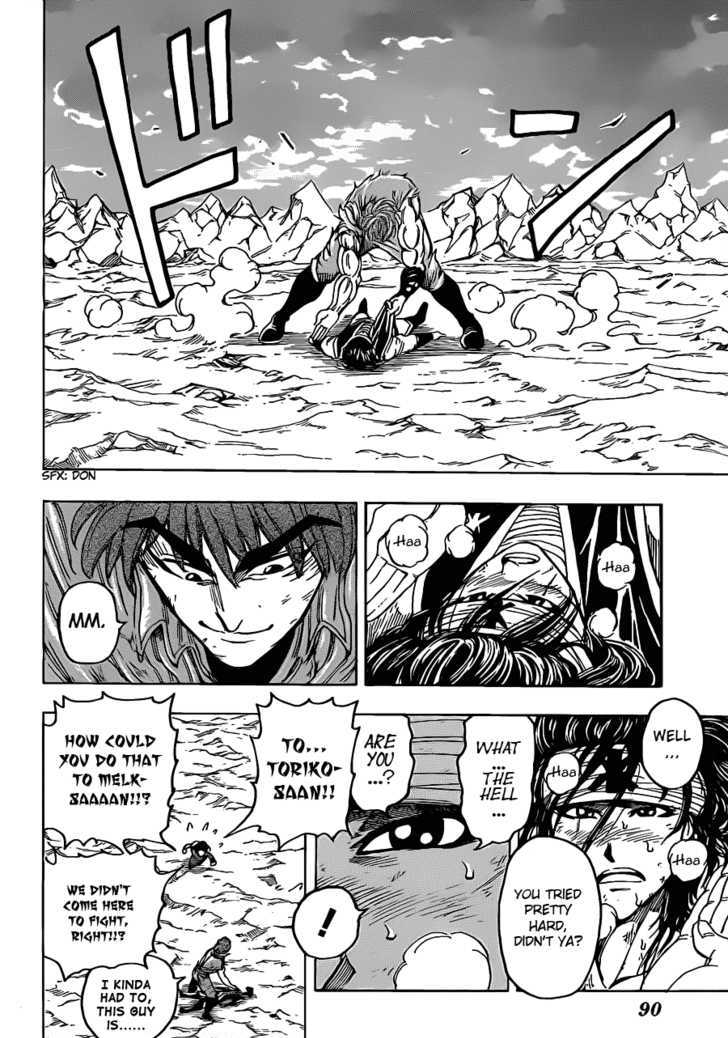 ドン
SFX: DON
Haa
Haa
Haa
MM.
WELL
...
Haa
Haa
YOU TRIED
PRETTY
HARD,
DIDN'T YA?
WHAT
...
THE
HELL
...
ARE
YOU
...?
!
TO...
TORIKO-
SAAN!!
HOW COULD
YOU DO THAT
TO MELK-
SAAAAN!!?
WE DIDN'T
COME HERE
TO FIGHT,
RIGHT!!?
I KINDA
HAD TO,
THIS GUY
IS......
90